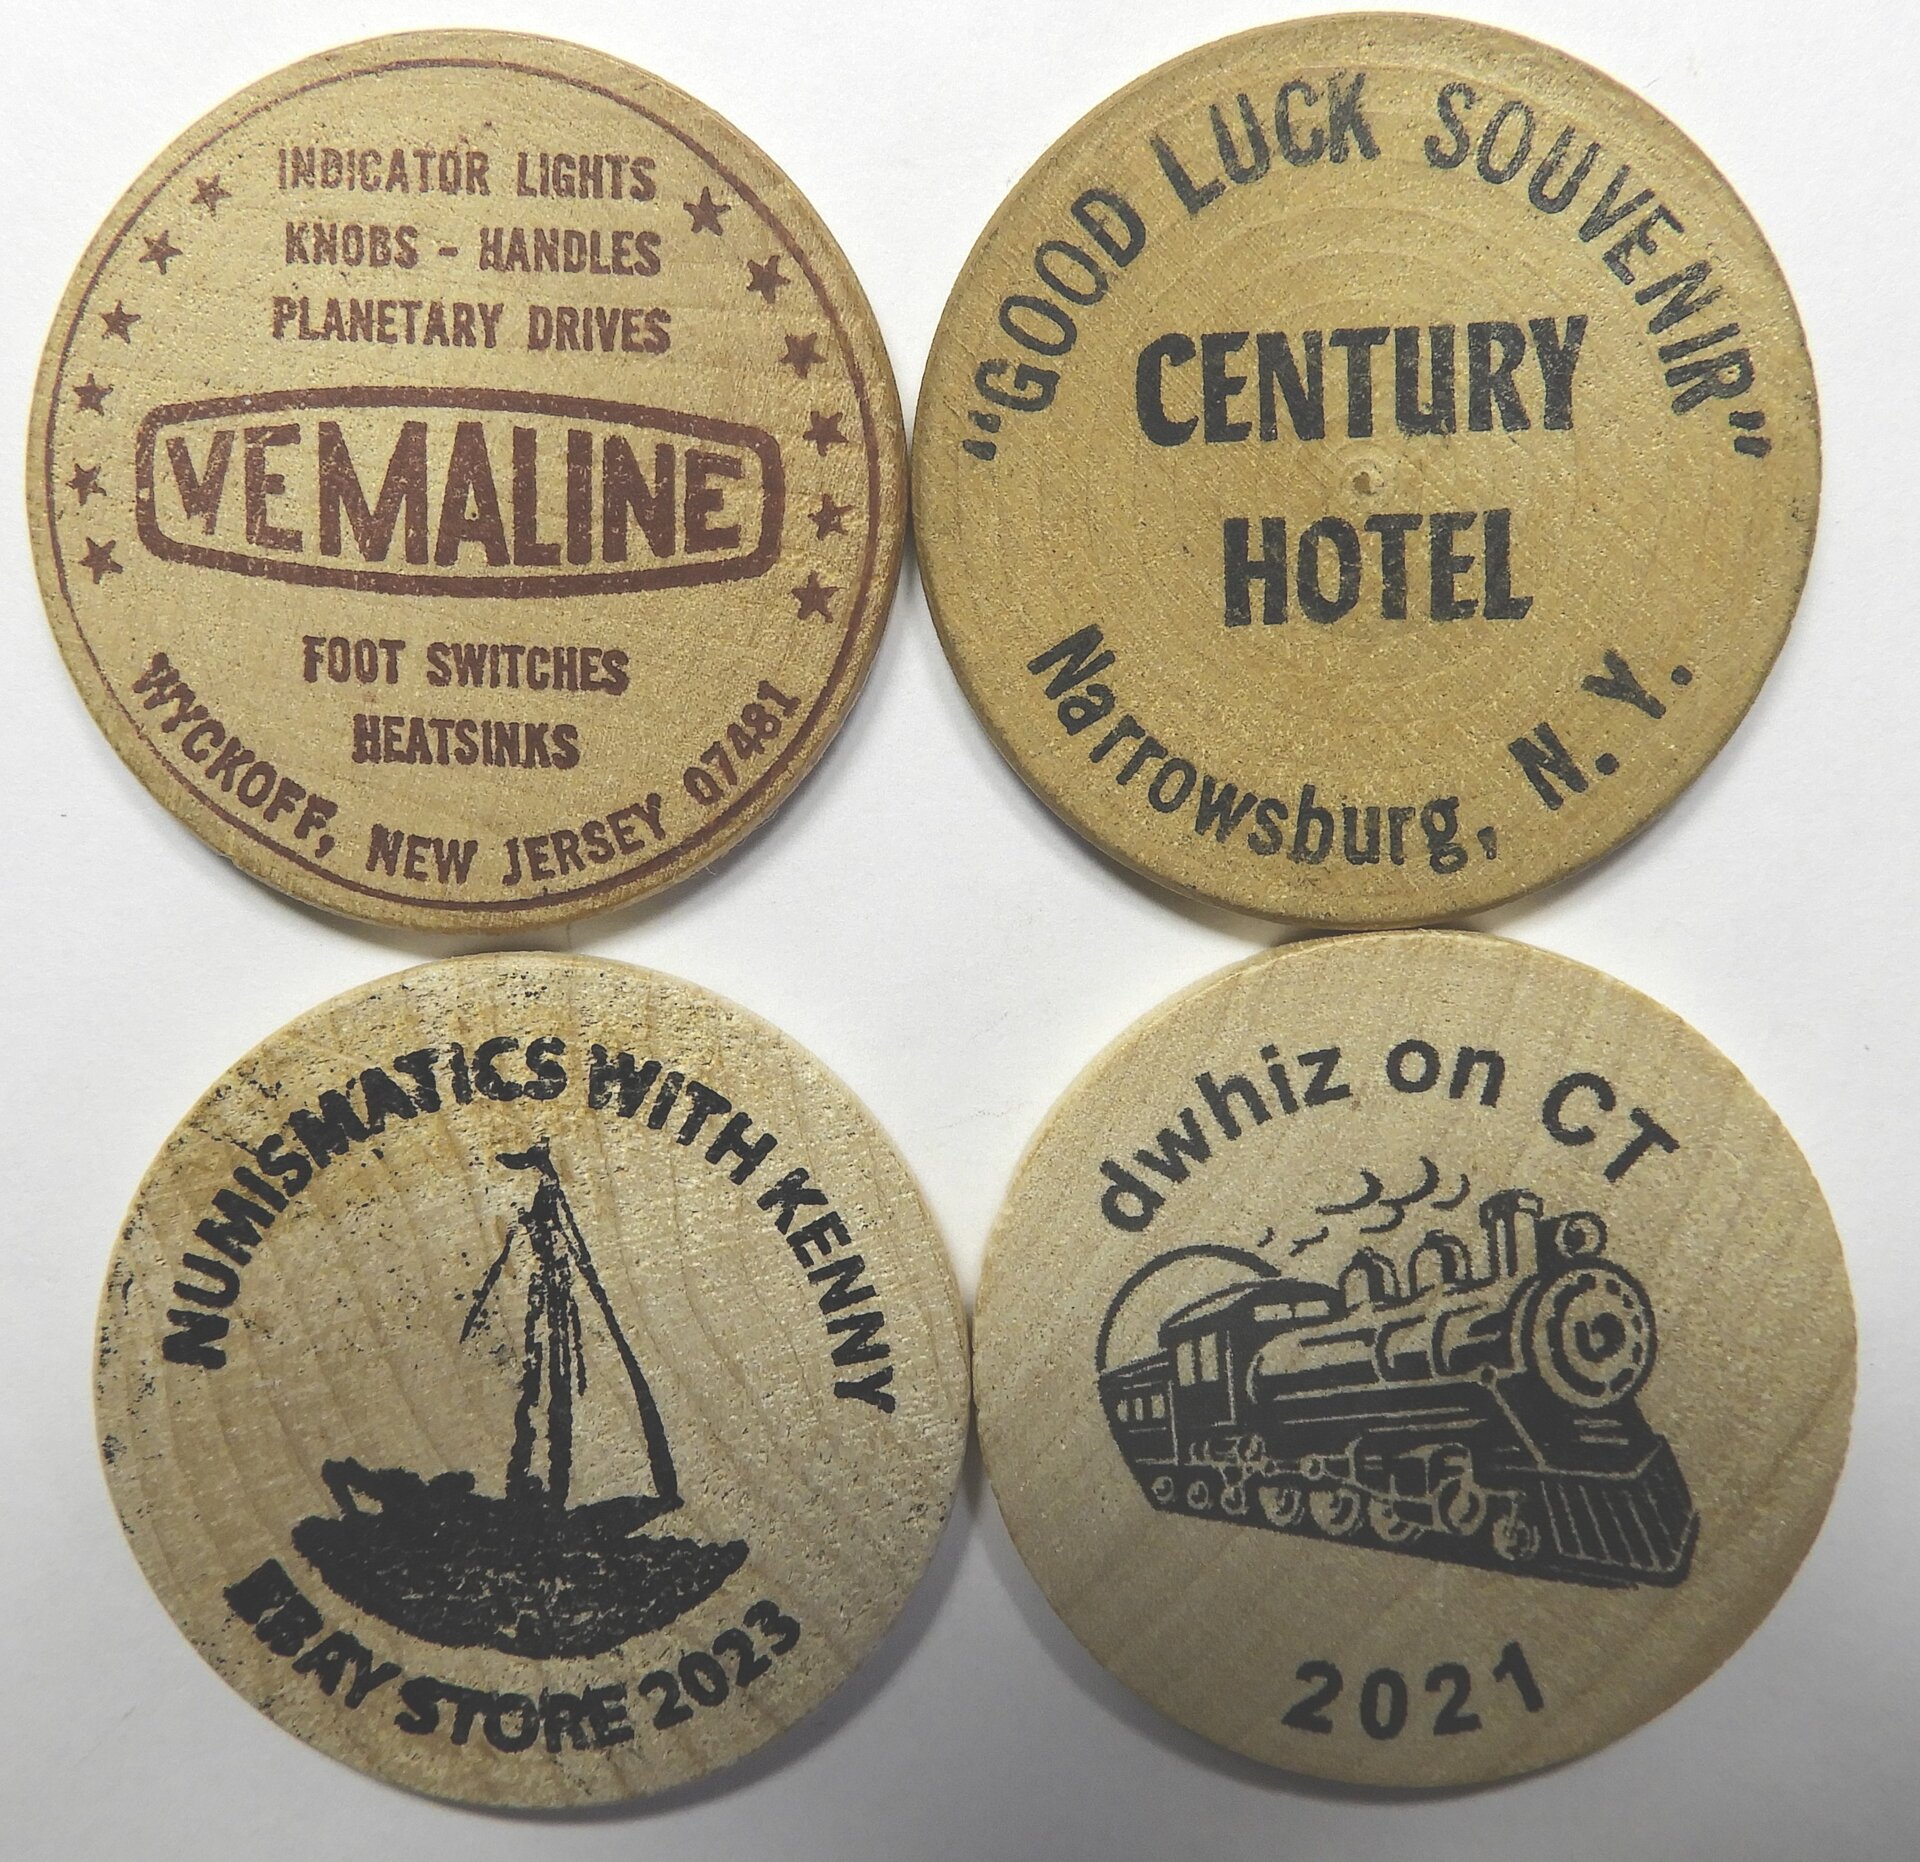 INDICATOR LIGHTS
KNOBS - HANDLES
PLANETARY DRIVES
VEMALINE
FOOT SWITCHES
HEATSINKS
WYCKOFF, NEW JERSEY 07481
"GOOD LUCK SOUVENIR"
CENTURY
HOTEL
Narrowsburg, N. Y.
NUMISMATICS WITH KENNY
EBAY STORE 2023
dwhiz on CT
2021